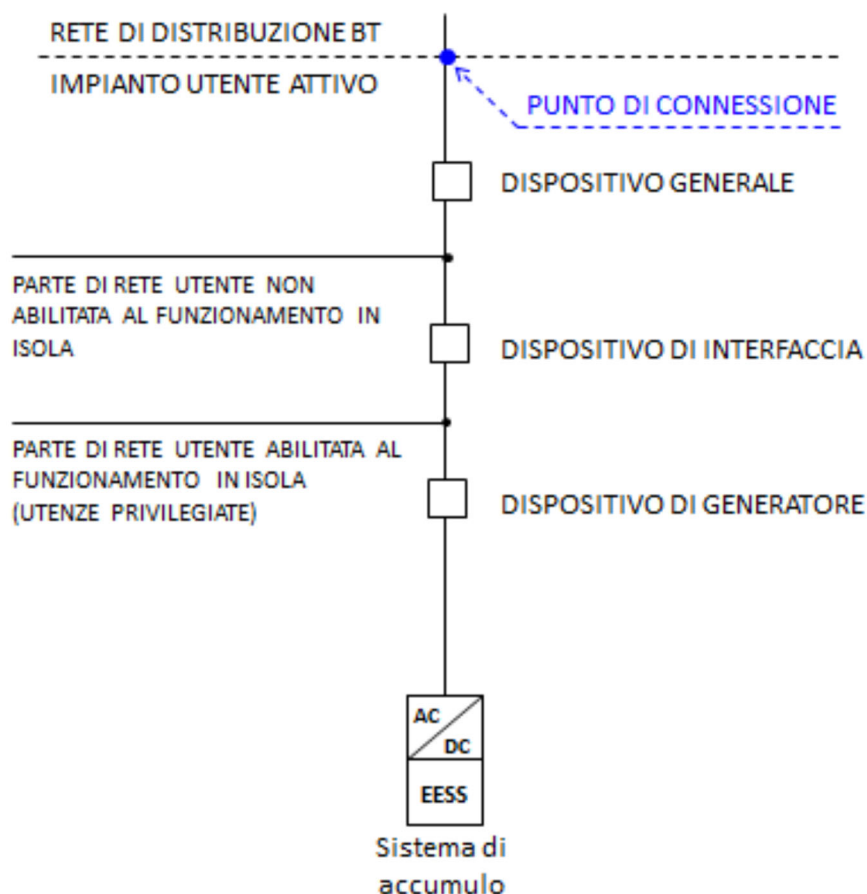 RETE DI DISTRIBUZIONE BT
IMPIANTO UTENTE ATTIVO
PUNTO DI CONNESSIONE
DISPOSITIVO GENERALE
PARTE DI RETE UTENTE NON
ABILITATA AL FUNZIONAMENTO IN
ISOLA
DISPOSITIVO DI INTERFACCIA
PARTE DI RETE UTENTE ABILITATA AL
FUNZIONAMENTO IN ISOLA
(UTENZE PRIVILEGIATE)
DISPOSITIVO DI GENERATORE
AC
DC
EESS
Sistema di
accumulo